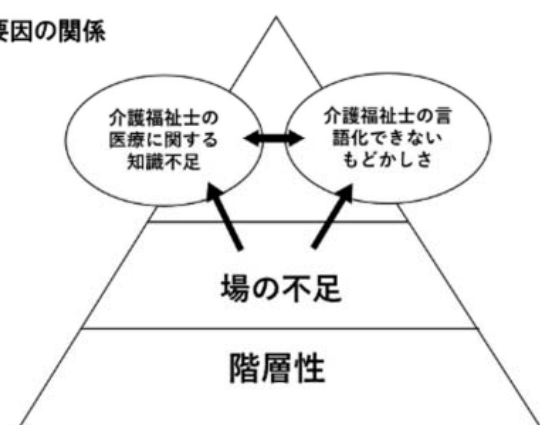 要因の関係
介護福祉士の
医療に関する
知識不足
介護福祉士の言
語化できない
もどかしさ
場の不足
階層性